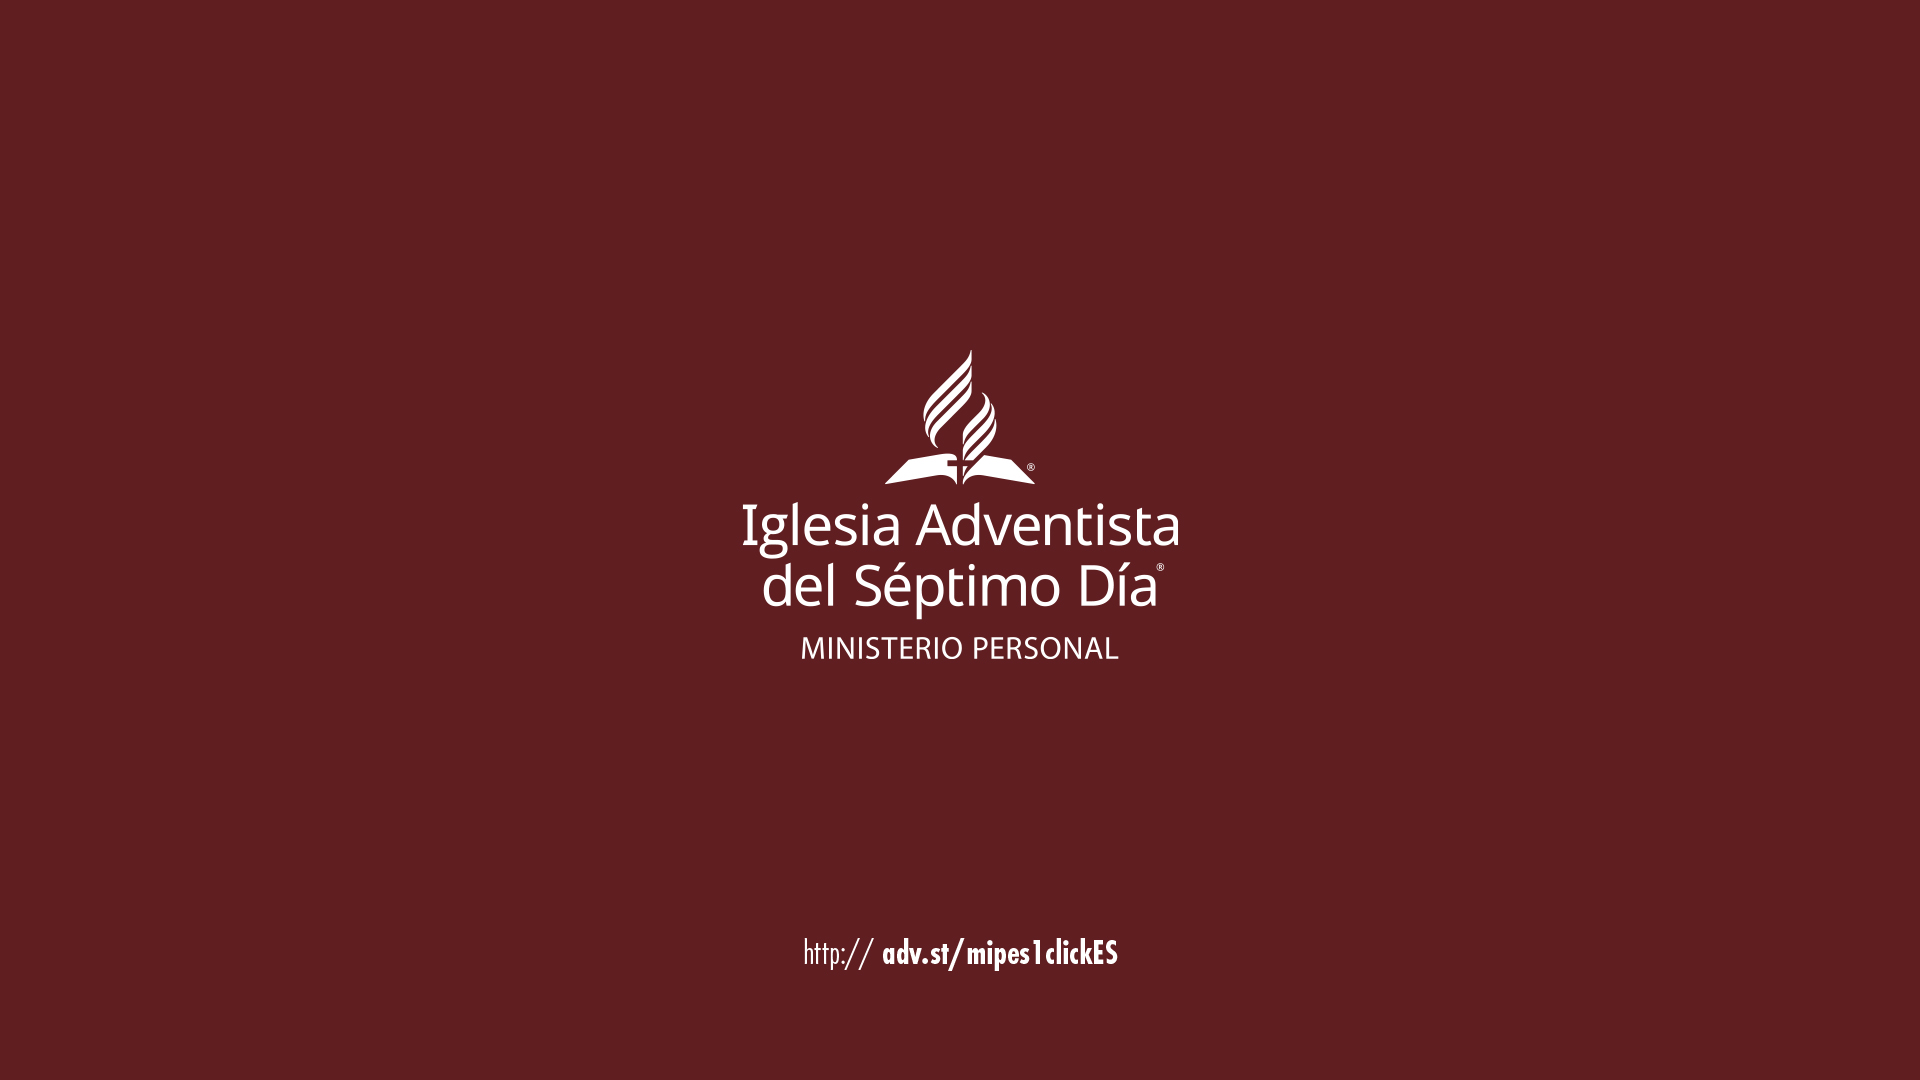 ®
Iglesia Adventista
del Séptimo Día®
MINISTERIO PERSONAL
http:// adv.st/mipes1clickES